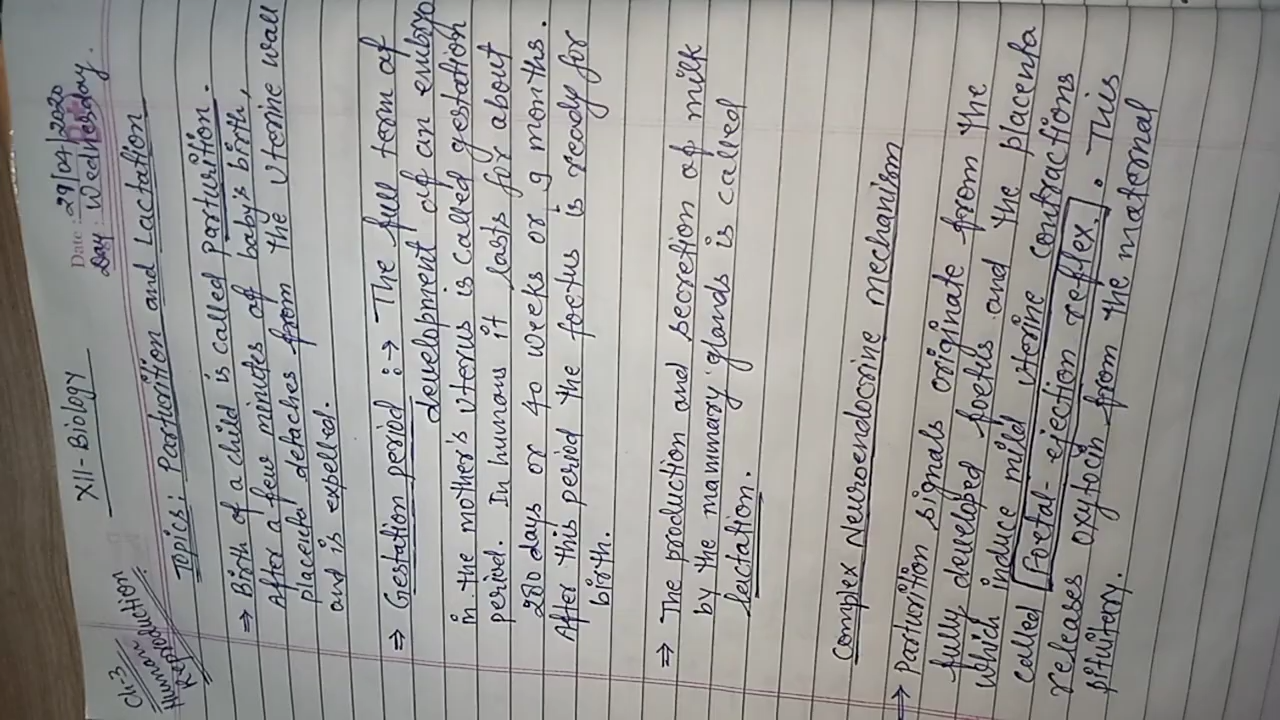 Date: 29/04/2020
Day: Wednesday.
XII-Biology
Ch-3
Human
Reproduction
Topics: Parturition and Lactation
⇒ Birth of a child is called parturition.
After a few minutes of baby's birth,
placenta detaches from the uterine wall
and is expelled.
⇒ Gestation period :→ The full term of
development of an embryo
in the mother's uterus is called gestation
period. In humans it lasts for about
280 days or 40 weeks or 9 months.
After this period the foetus is ready for
birth.
⇒ The production and secretion of milk
by the mammary glands is called
lactation.
Complex Neuroendocrine mechanism
⇒ Parturition signals originate from the
fully developed foetus and the placenta
which induce mild uterine contractions
called Foetal-ejection reflex. This
releases oxytocin from the maternal
pituitery.